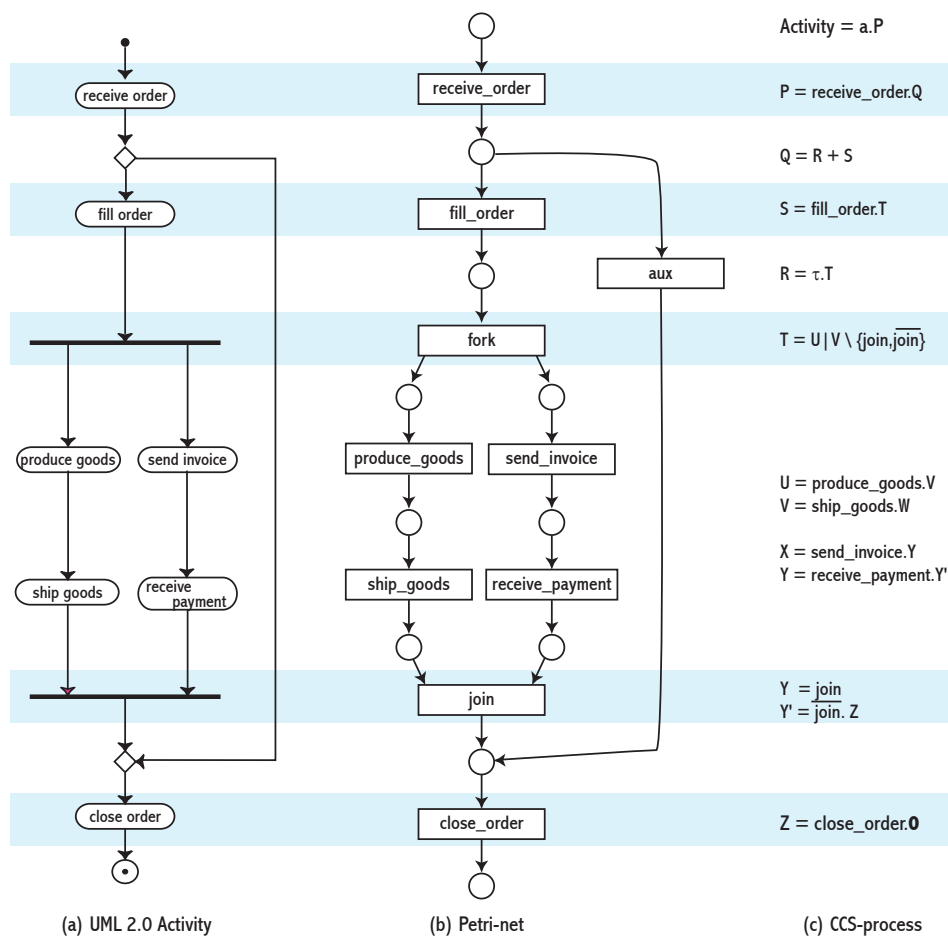 Activity = a.P
receive order
receive_order
P = receive_order.Q
Q = R + S
fill order
fill_order
S = fill_order.T
aux
R = τ.T
fork
T = U | V \ {join,j̅o̅i̅n̅}
produce goods
send invoice
produce_goods
send_invoice
U = produce_goods.V
V = ship_goods.W
X = send_invoice.Y
Y = receive_payment.Y'
ship goods
receive
payment
ship_goods
receive_payment
join
Y = join
Y' = j̅o̅i̅n̅. Z
close order
close_order
Z = close_order.0
(a) UML 2.0 Activity
(b) Petri-net
(c) CCS-process